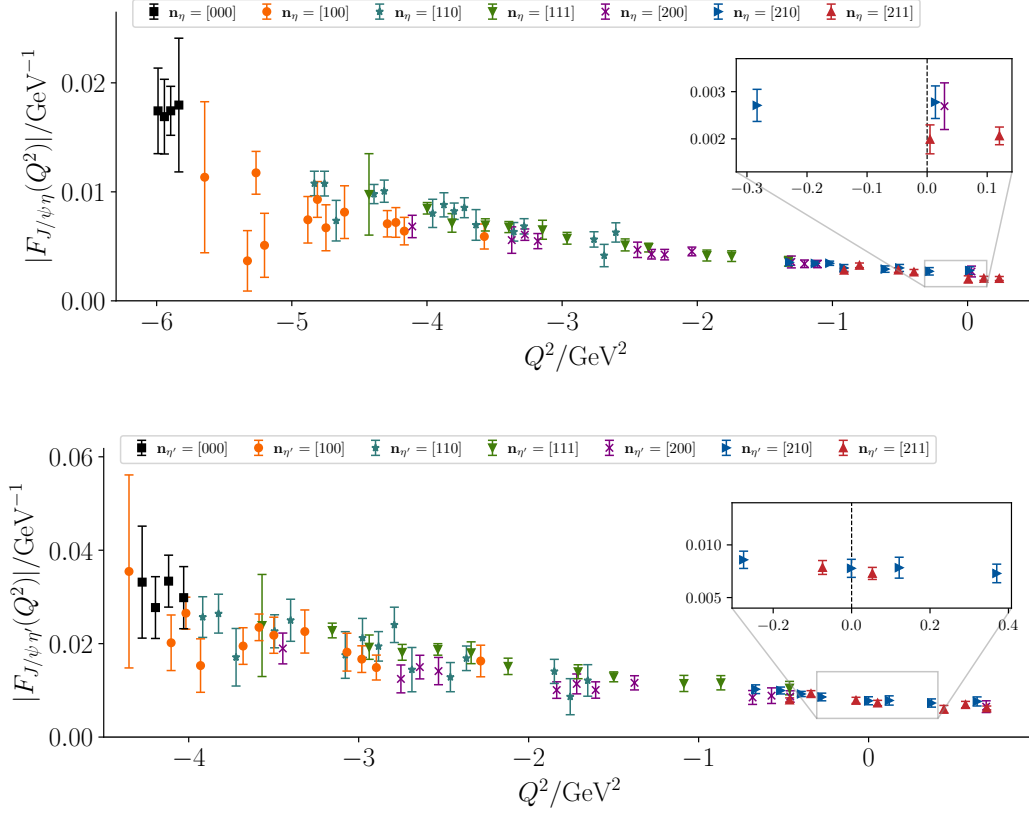 n_η = [000] n_η = [100] n_η = [110] n_η = [111] n_η = [200] n_η = [210] n_η = [211]
|F_{J/ψη}(Q²)|/GeV⁻¹
0.02
0.01
0.00
0.003
0.002
−0.3 −0.2 −0.1 0.0 0.1
−6 −5 −4 −3 −2 −1 0
Q²/GeV²
n_η′ = [000] n_η′ = [100] n_η′ = [110] n_η′ = [111] n_η′ = [200] n_η′ = [210] n_η′ = [211]
|F_{J/ψη′}(Q²)|/GeV⁻¹
0.06
0.04
0.02
0.00
0.010
0.005
−0.2 0.0 0.2 0.4
−4 −3 −2 −1 0
Q²/GeV²